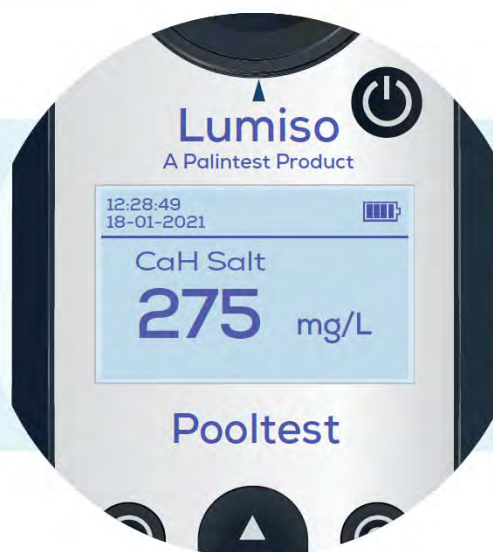 Lumiso
A Palintest Product
12:28:49
18-01-2021
CaH Salt
275 mg/L
Pooltest